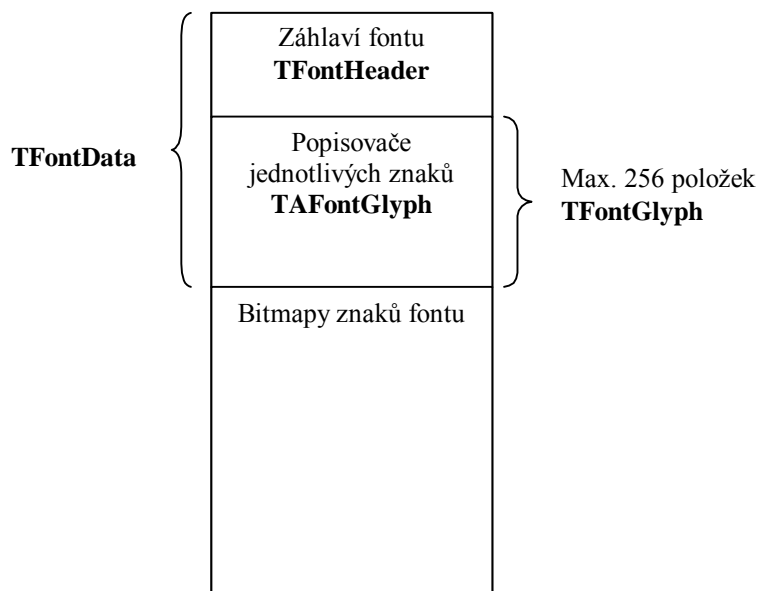 Záhlaví fontu
TFontHeader
TFontData
Popisovače
jednotlivých znaků
TAFontGlyph
Max. 256 položek
TFontGlyph
Bitmapy znaků fontu